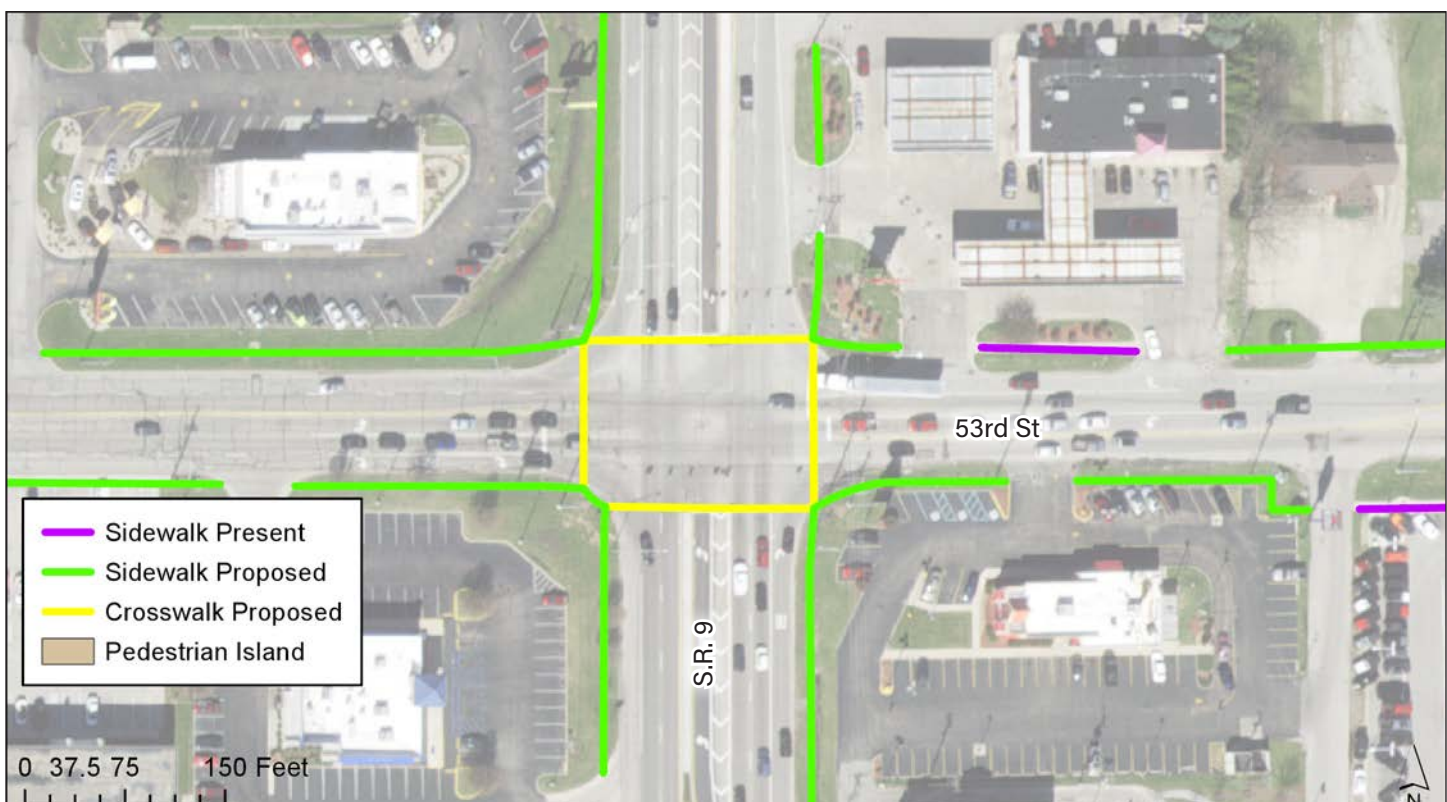 53rd St
S.R. 9
Sidewalk Present
Sidewalk Proposed
Crosswalk Proposed
Pedestrian Island
0 37.5 75 150 Feet
N